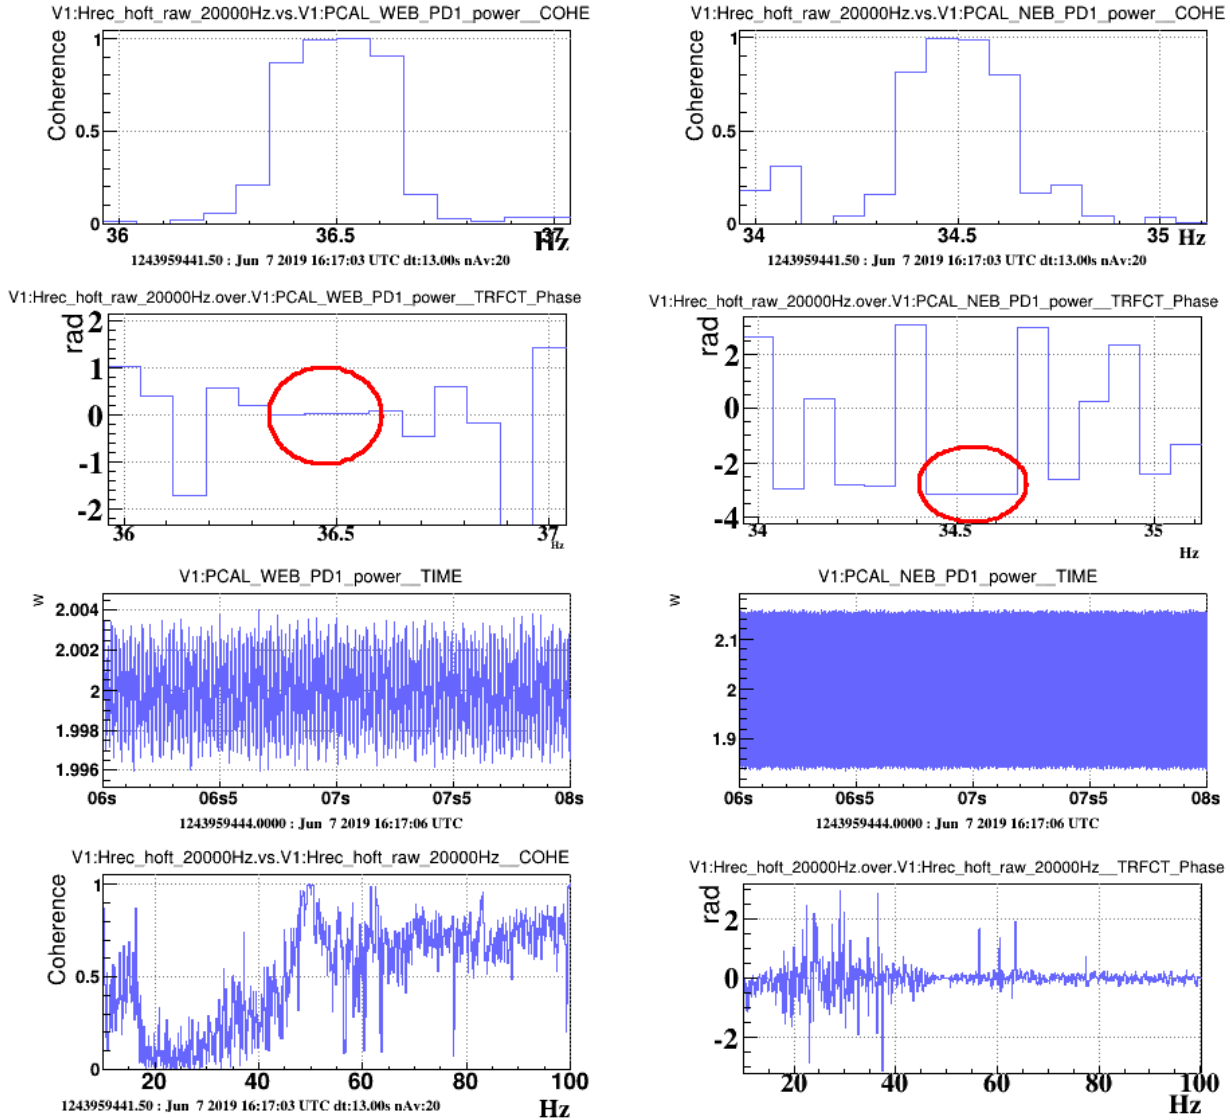 V1:Hrec_hoft_raw_20000Hz.vs.V1:PCAL_WEB_PD1_power__COHE
Coherence
1
0.5
0
36
36.5
37
Hz
1243959441.50 : Jun 7 2019 16:17:03 UTC dt:13.00s nAv:20
V1:Hrec_hoft_raw_20000Hz.vs.V1:PCAL_NEB_PD1_power__COHE
Coherence
1
0.5
0
34
34.5
35
Hz
1243959441.50 : Jun 7 2019 16:17:03 UTC dt:13.00s nAv:20
V1:Hrec_hoft_raw_20000Hz.over.V1:PCAL_WEB_PD1_power__TRFCT_Phase
rad
2
1
0
-1
-2
36
36.5
37
Hz
V1:Hrec_hoft_raw_20000Hz.over.V1:PCAL_NEB_PD1_power__TRFCT_Phase
rad
2
0
-2
-4
34
34.5
35
Hz
V1:PCAL_WEB_PD1_power__TIME
w
2.004
2.002
2
1.998
1.996
06s
06s5
07s
07s5
08s
1243959444.0000 : Jun 7 2019 16:17:06 UTC
V1:PCAL_NEB_PD1_power__TIME
w
2.1
2
1.9
06s
06s5
07s
07s5
08s
1243959444.0000 : Jun 7 2019 16:17:06 UTC
V1:Hrec_hoft_20000Hz.vs.V1:Hrec_hoft_raw_20000Hz__COHE
Coherence
1
0.5
0
20
40
60
80
100
Hz
1243959441.50 : Jun 7 2019 16:17:03 UTC dt:13.00s nAv:20
V1:Hrec_hoft_20000Hz.over.V1:Hrec_hoft_raw_20000Hz__TRFCT_Phase
rad
2
0
-2
20
40
60
80
100
Hz